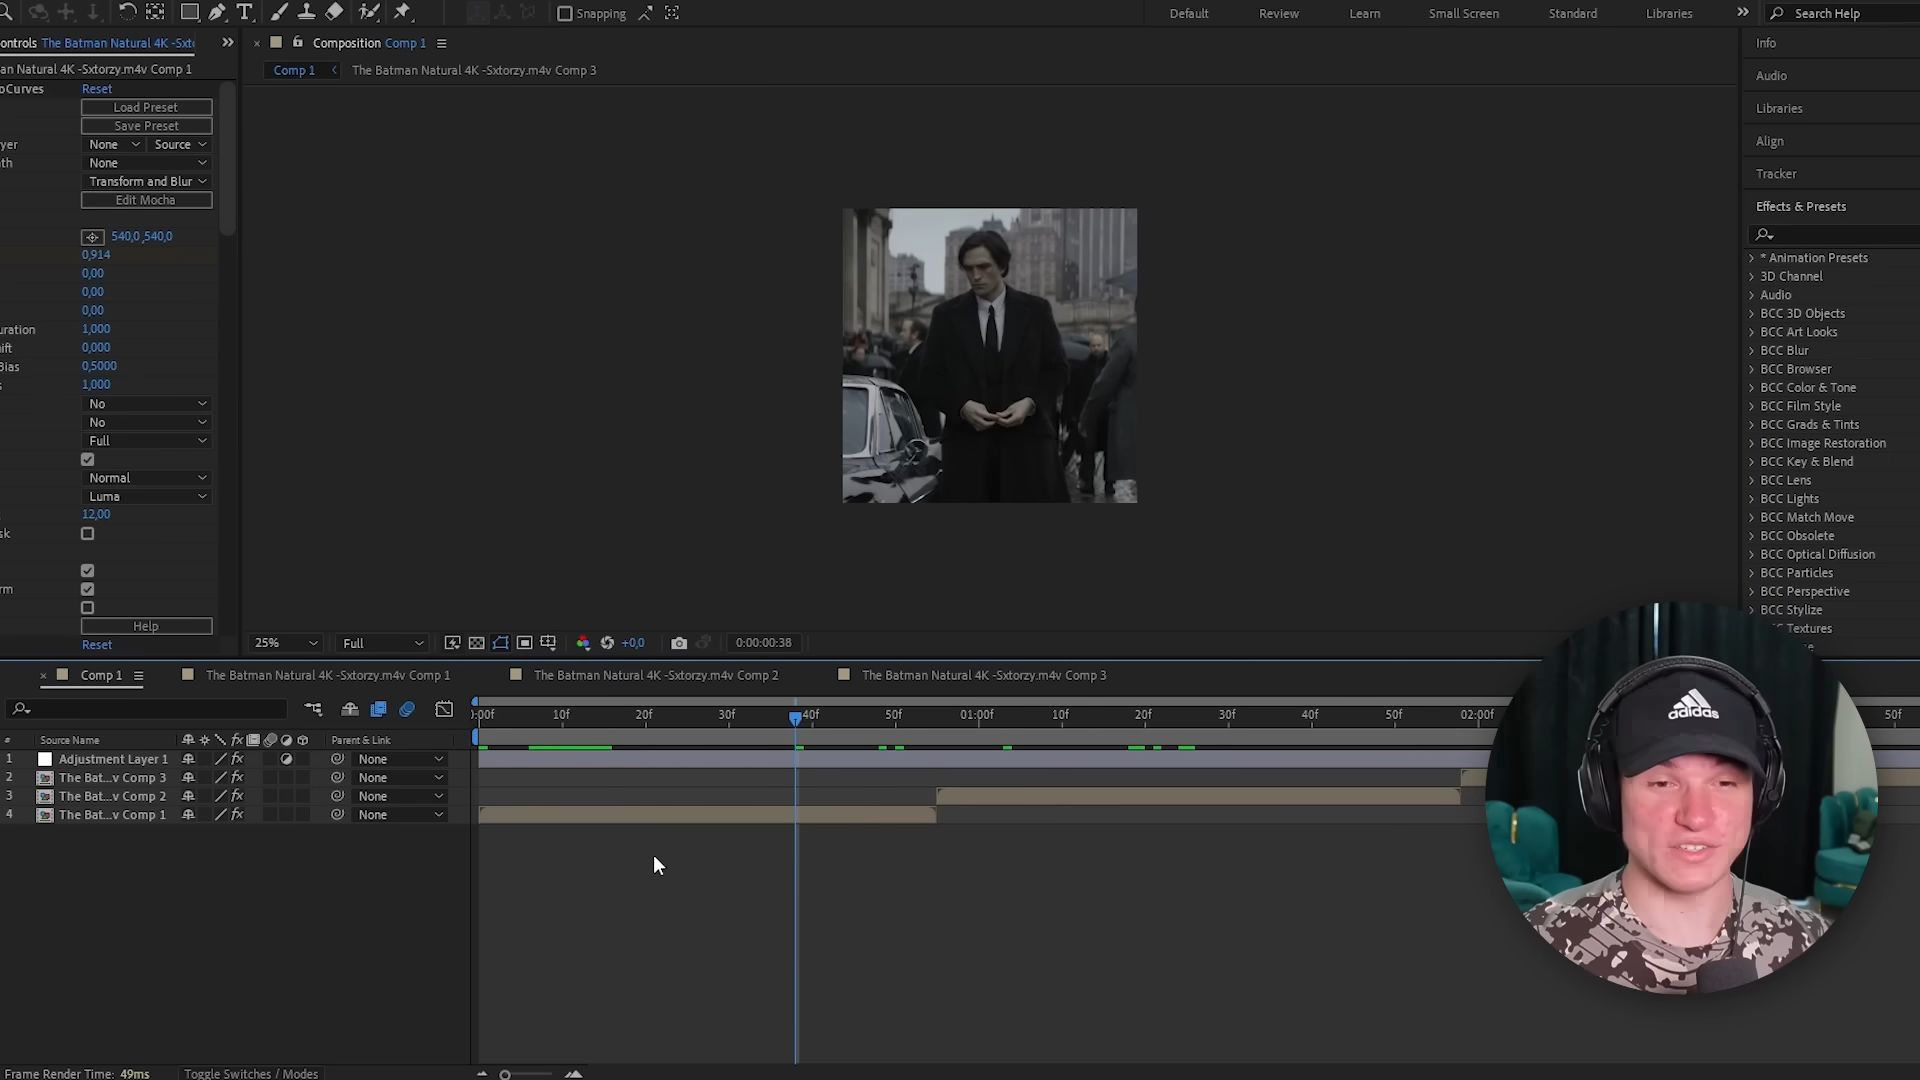 Snapping
Default
Review
Learn
Small Screen
Standard
Libraries
Search Help
ontrols The Batman Natural 4K -Sxt
Composition Comp 1
Info
an Natural 4K -Sxtorzy.m4v Comp 1
Comp 1
The Batman Natural 4K -Sxtorzy.m4v Comp 3
Audio
oCurves
Reset
Load Preset
Libraries
Save Preset
yer
None
Source
Align
th
None
Tracker
Transform and Blur
Edit Mocha
Effects & Presets
540,0 ,540,0
0,914
* Animation Presets
0,00
3D Channel
0,00
Audio
0,00
BCC 3D Objects
uration
1,000
BCC Art Looks
ift
0,000
BCC Blur
Bias
0,5000
BCC Browser
s
1,000
BCC Color & Tone
No
BCC Film Style
No
BCC Grads & Tints
Full
BCC Image Restoration
BCC Key & Blend
Normal
BCC Lens
Luma
BCC Lights
12,00
BCC Match Move
sk
BCC Obsolete
BCC Optical Diffusion
BCC Particles
rm
BCC Perspective
BCC Stylize
Help
Textures
Reset
25%
Full
+0,0
0:00:00:38
Comp 1
The Batman Natural 4K -Sxtorzy.m4v Comp 1
The Batman Natural 4K -Sxtorzy.m4v Comp 2
The Batman Natural 4K -Sxtorzy.m4v Comp 3
):00f
10f
20f
30f
40f
50f
01:00f
10f
20f
30f
40f
50f
02:00f
50f
#
Source Name
fx
Parent & Link
1
Adjustment Layer 1
fx
None
2
The Bat...v Comp 3
fx
None
3
The Bat...v Comp 2
fx
None
4
The Bat...v Comp 1
fx
None
adidas
Frame Render Time: 49ms
Toggle Switches / Modes